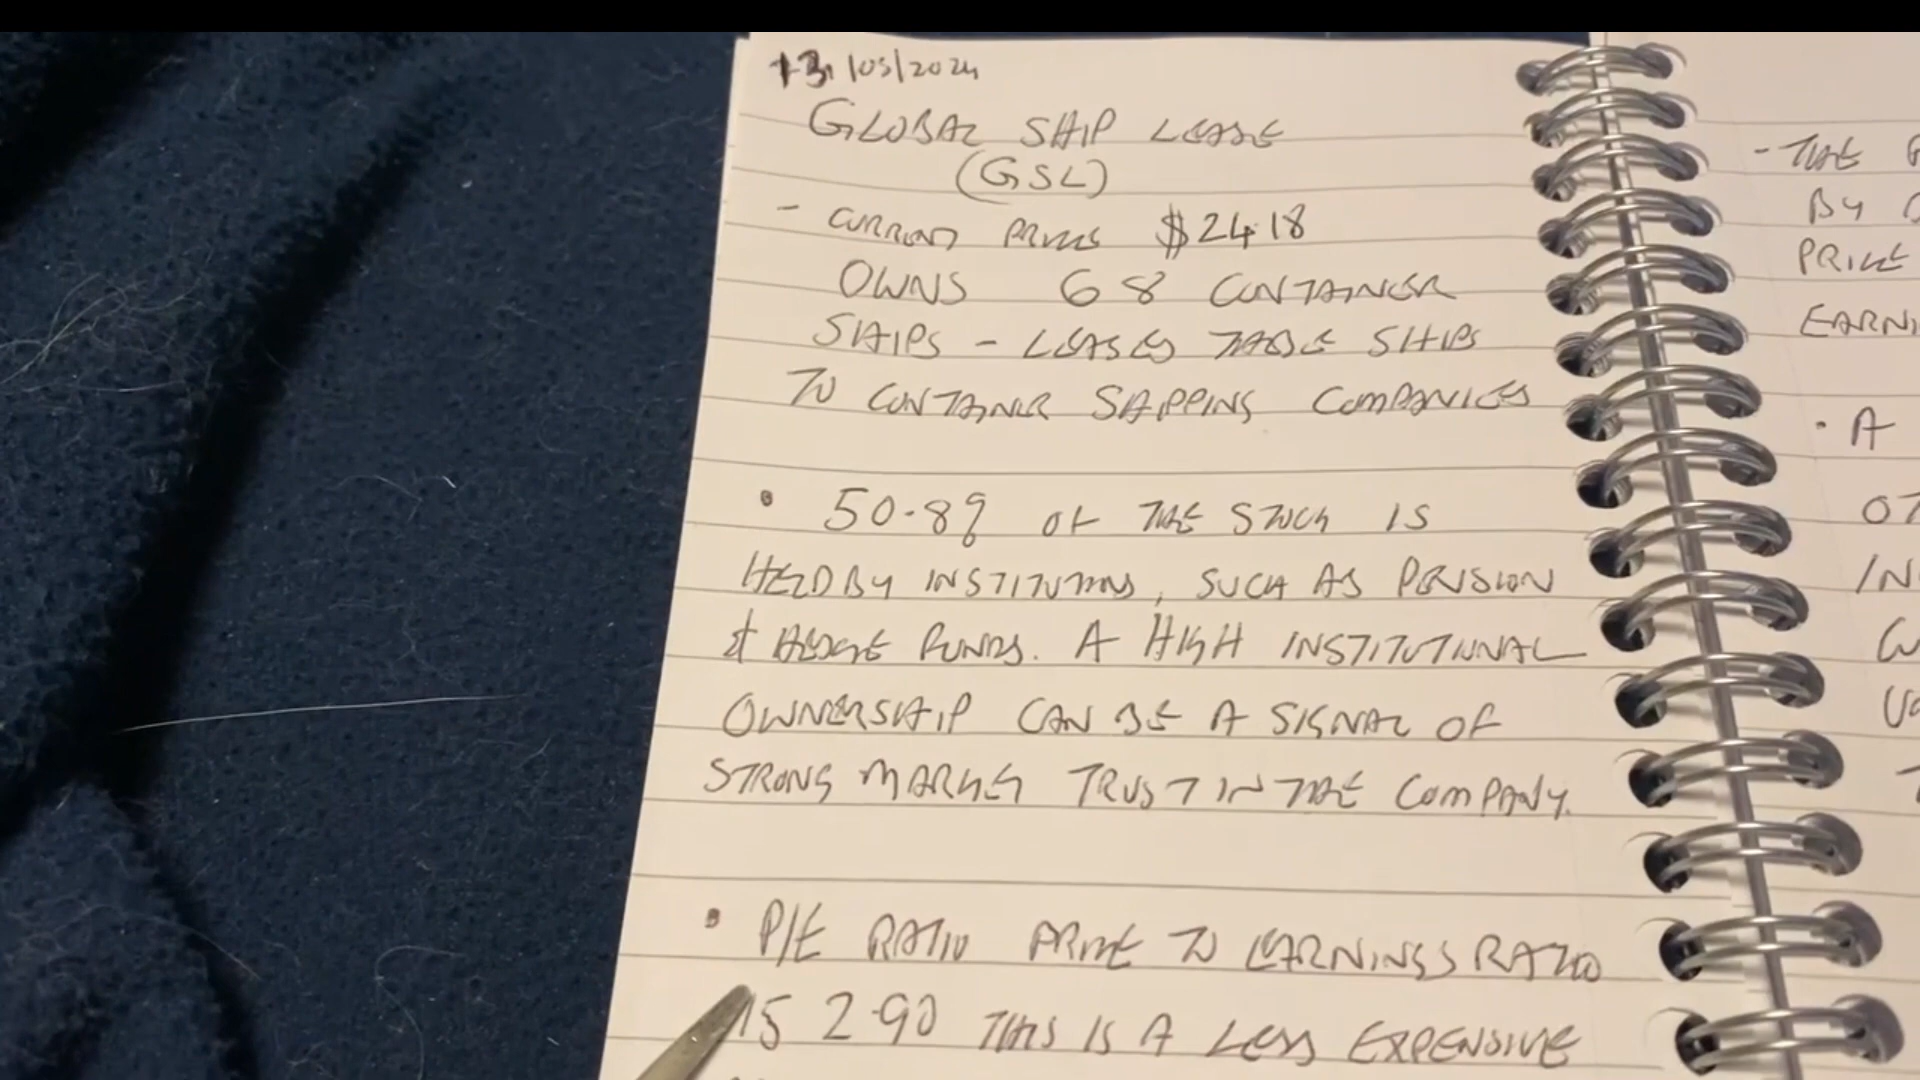 13/05/2024
GLOBAL SHIP LEASE
(GSL)
- CURRENT PRICE $24.18
OWNS 68 CONTAINER
SHIPS - LEASES THESE SHIPS
TO CONTAINER SHIPPING COMPANIES
• 50.8% OF THE STOCK IS
HELD BY INSTITUTIONS, SUCH AS PENSION
& HEDGE FUNDS. A HIGH INSTITUTIONAL
OWNERSHIP CAN BE A SIGNAL OF
STRONG MARKET TRUST IN THE COMPANY.
• P/E RATIO PRICE TO EARNINGS RATIO
IS 2.90 THIS IS A LESS EXPENSIVE
- THE
BY
PRICE
EARNI
• A
OT
IN